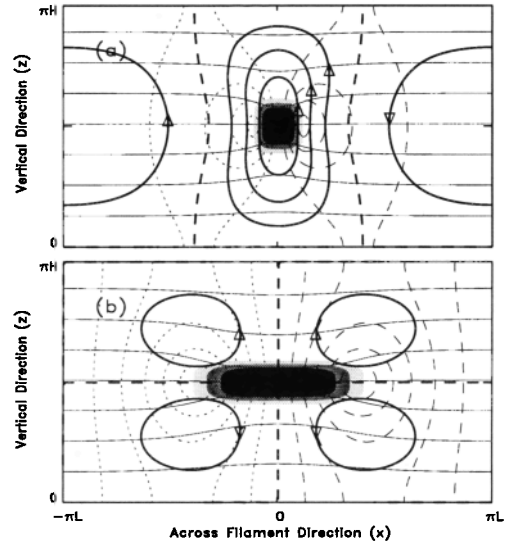 πH
(a)
Vertical Direction (z)
0
πH
(b)
Vertical Direction (z)
0
−πL
0
πL
Across Filament Direction (x)